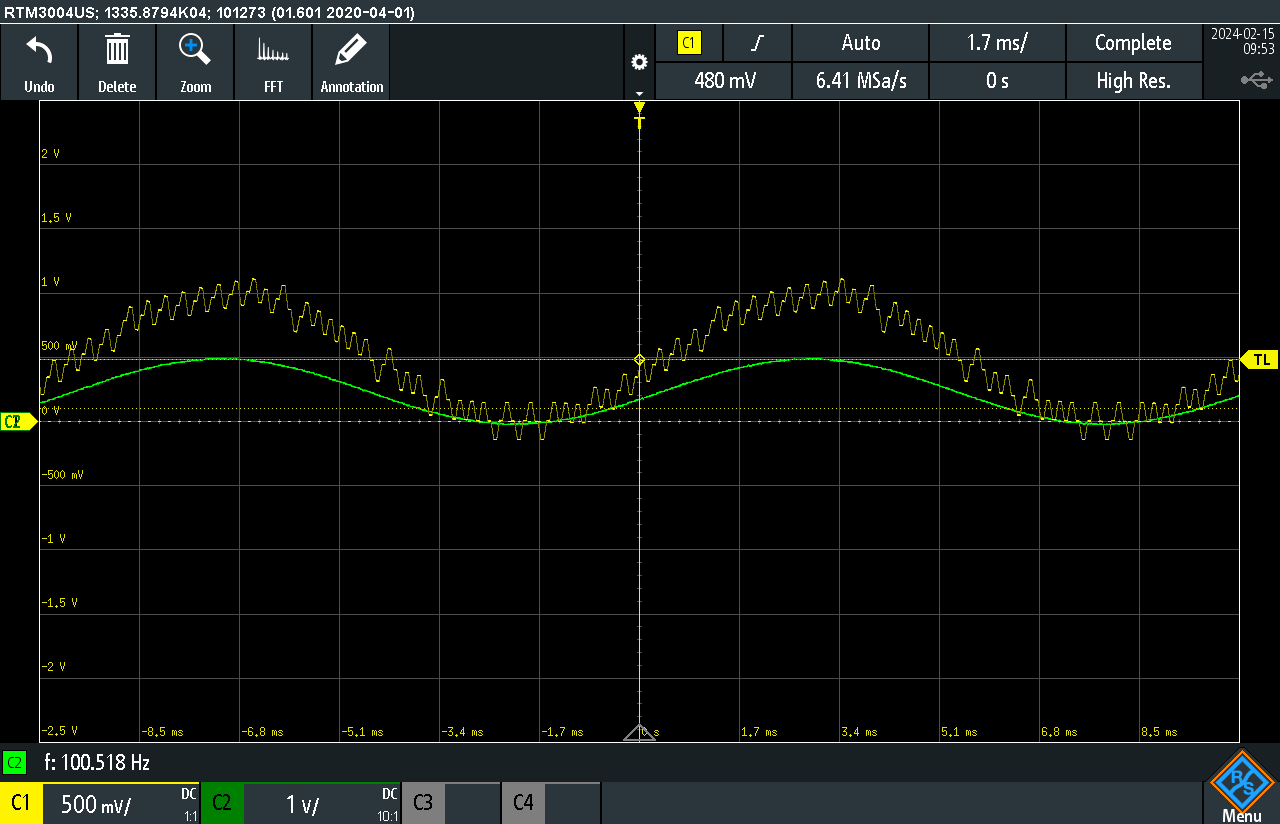 RTM3004US; 1335.8794K04; 101273 (01.601 2020-04-01)
Undo
Delete
Zoom
FFT
Annotation
C1
Auto
1.7 ms/
Complete
480 mV
6.41 MSa/s
0 s
High Res.
2024-02-15
09:53
T
2 V
1.5 V
1 V
500 mV
TL
0 V
-500 mV
-1 V
-1.5 V
-2 V
-2.5 V
-8.5 ms
-6.8 ms
-5.1 ms
-3.4 ms
-1.7 ms
0 s
1.7 ms
3.4 ms
5.1 ms
6.8 ms
8.5 ms
C2 f: 100.518 Hz
C1 500 mV/ DC 1:1
C2 1 V/ DC 10:1
C3
C4
R S
Menu